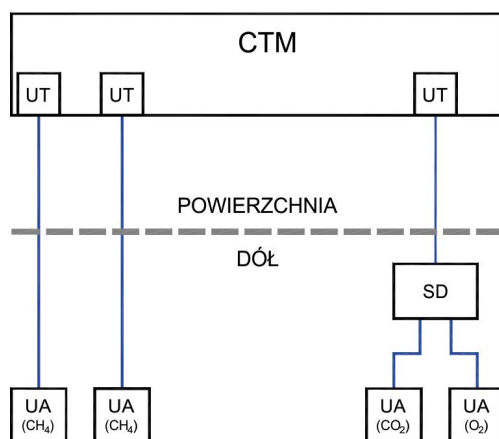 CTM
UT UT UT
POWIERZCHNIA
DÓŁ
SD
UA UA UA UA
(CH₄) (CH₄) (CO₂) (O₂)